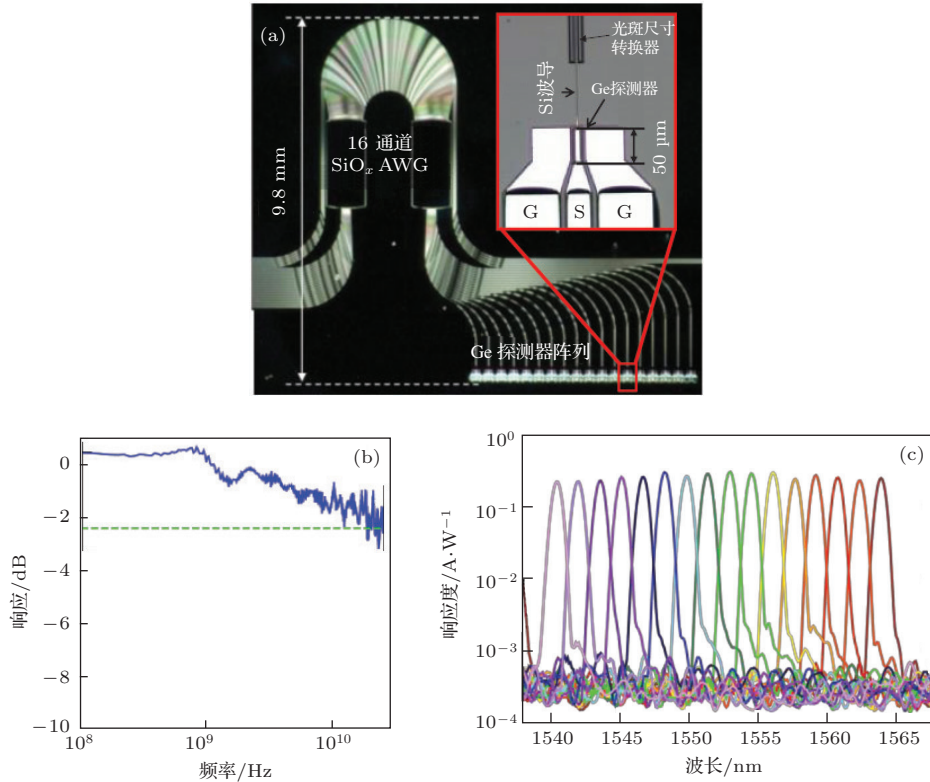 (a)
光斑尺寸
转换器
Si波导
Ge探测器
50 μm
G
S
G
16 通道
SiOₓ AWG
9.8 mm
Ge 探测器阵列
(b)
响应/dB
0
−2
−4
−6
−8
−10
10⁸
10⁹
10¹⁰
频率/Hz
(c)
响应度/A·W⁻¹
10⁰
10⁻¹
10⁻²
10⁻³
10⁻⁴
1540
1545
1550
1555
1560
1565
波长/nm